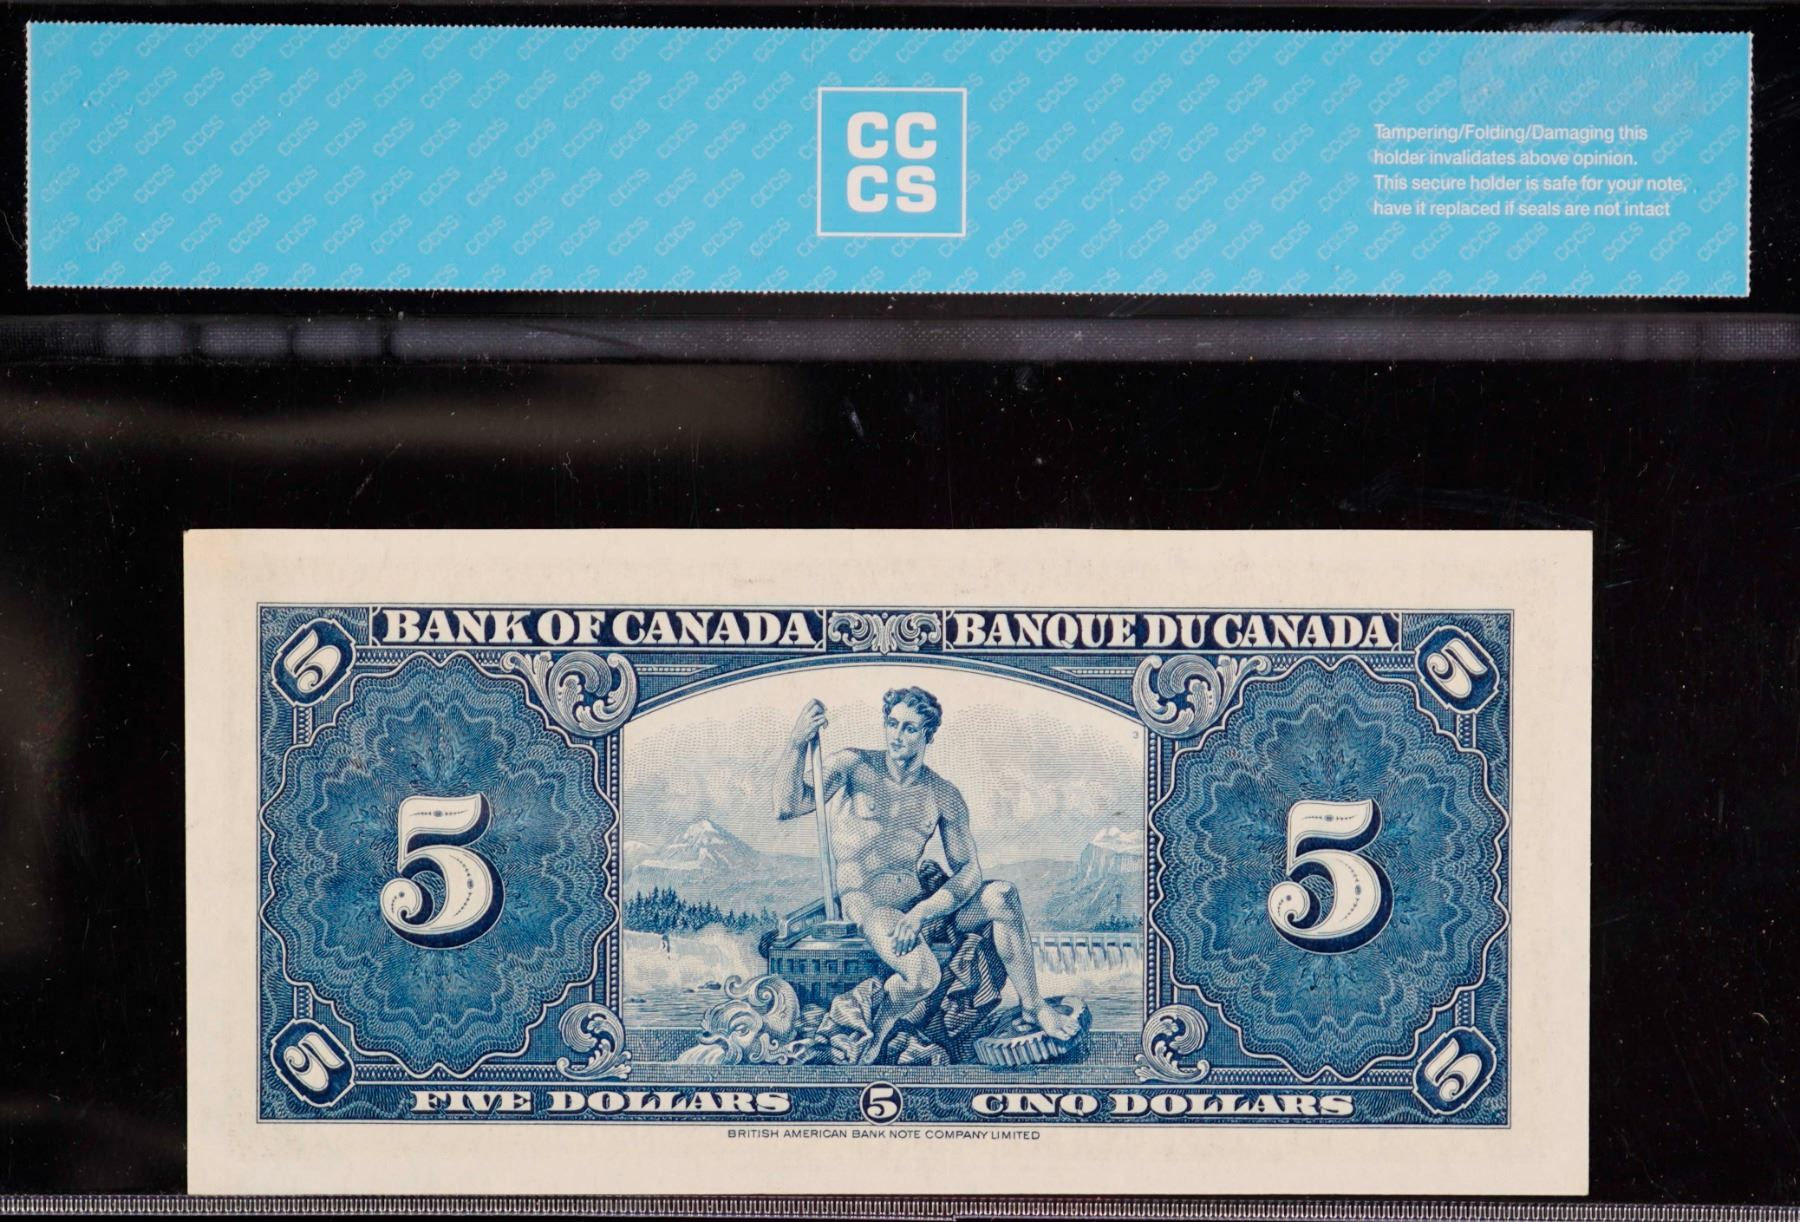 CC
CS
Tampering/Folding/Damaging this
holder invalidates above opinion.
This secure holder is safe for your note,
have it replaced if seals are not intact
5 BANK OF CANADA BANQUE DU CANADA 5
3
5 5
5 FIVE DOLLARS 5 CINQ DOLLARS 5
BRITISH AMERICAN BANK NOTE COMPANY LIMITED